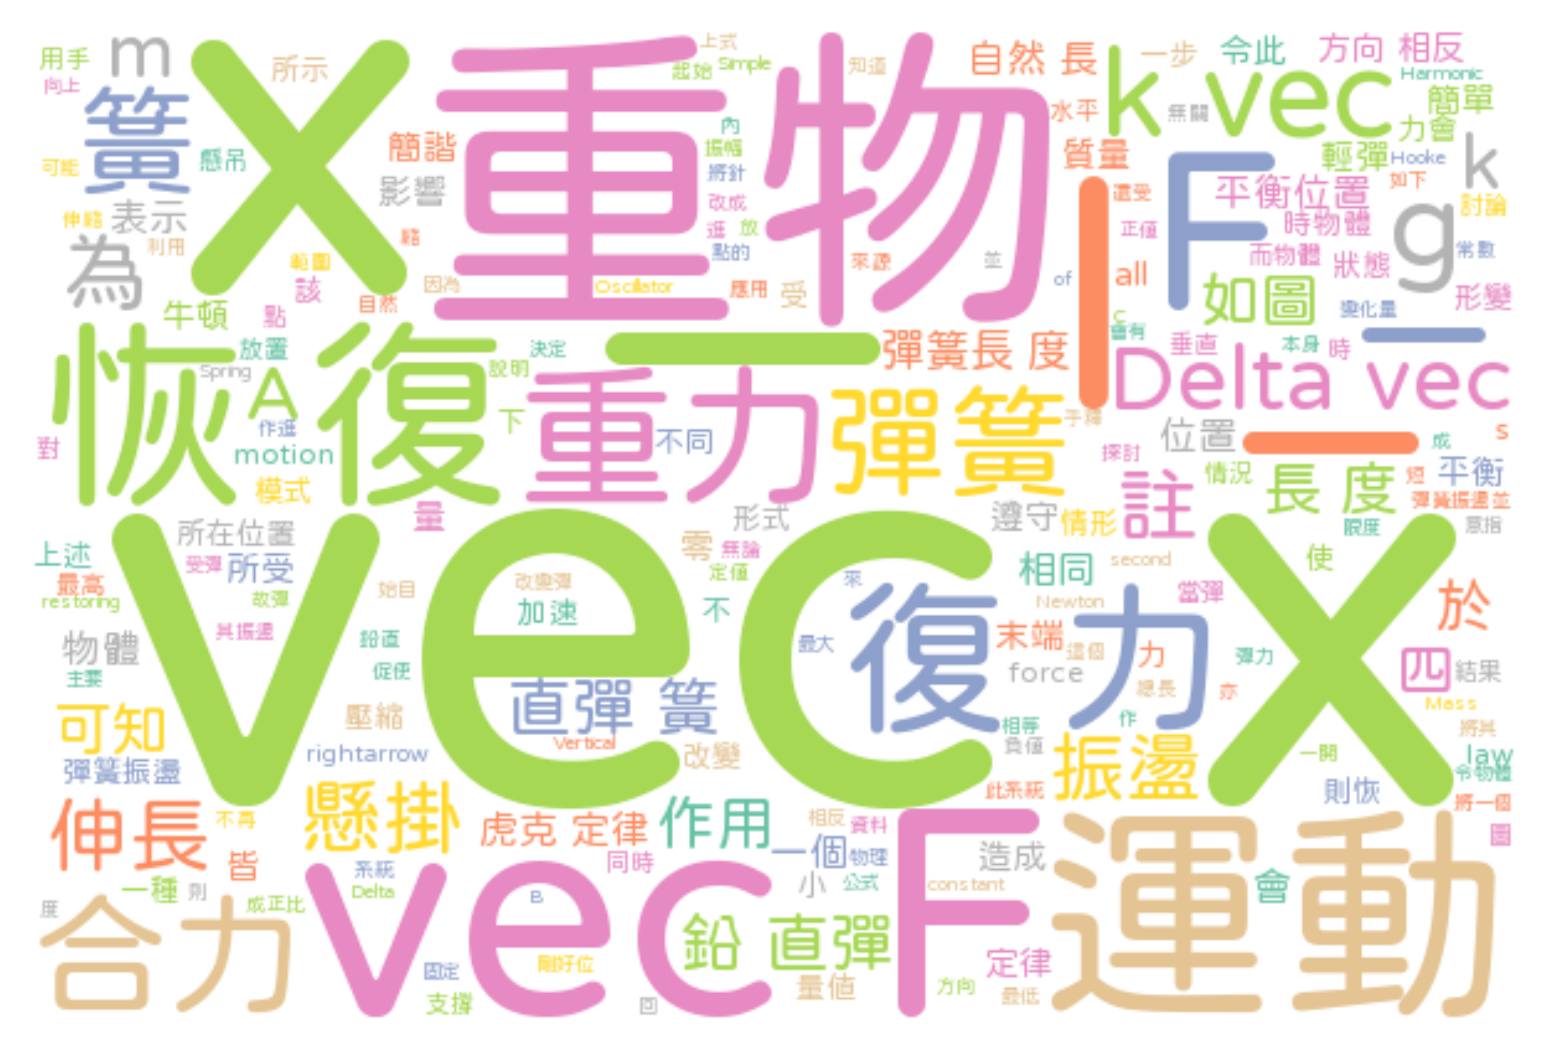 用手
m
所示
上式
起始 Simple
知道
自然 長
一步
令此
方向 相反
Harmonic
向上
簧
x
重物
k vec
無關
簡單
力會
水平
可能
懸吊
簡諧
內
振幅
將針
質量
輕彈
Hooke
k
如下
伸縮
表示
影響
改成
還受
F
平衡位置
討論
利用
進
放
點的
正值
時物體
為
縮
範圍
來源
並
而物體
狀態
g
常數
該
因為
Oscillator
應用
受
of
all
如圖
形變
自然
變化量
牛頓
點
c
會有
恢復
放置
決定
彈簧長 度
垂直
本身
時
Spring
A
說明
重力
彈簧
Delta vec
作進
下
位置
成
s
對
motion
不同
探討
模式
情況
長 度
短
平衡
量
形式
遵守
情形
註
彈簧振盪並
所在位置
限度
意指
上述
受彈
所受
vec
零
無論
定值
相同
second
使
x
最高
restoring
故彈
始自
改變彈
加速
不
來
復力
Newton
當彈
於
其振盪
鉛直
最大
末端
這個
力
彈力
物體
主要
促使
force
總長
亦
四
結果
直彈 簧
壓縮
相等
作
Mass
可知
Vertical
改變
負值
將其
rightarrow
振盪
一開
law
彈簧振盪
令物體
此系統
則恢
伸長
不再
懸掛
虎克 定律
作用
相反
資料
F
運動
將一個
皆
同時
一個
物理
造成
圖
一種
則
系統
vec
小
公式
constant
會
度
成正比
Delta
B
合力
鉛 直彈
固定
剛好位
定律
支撐
回
量值
方向
最低